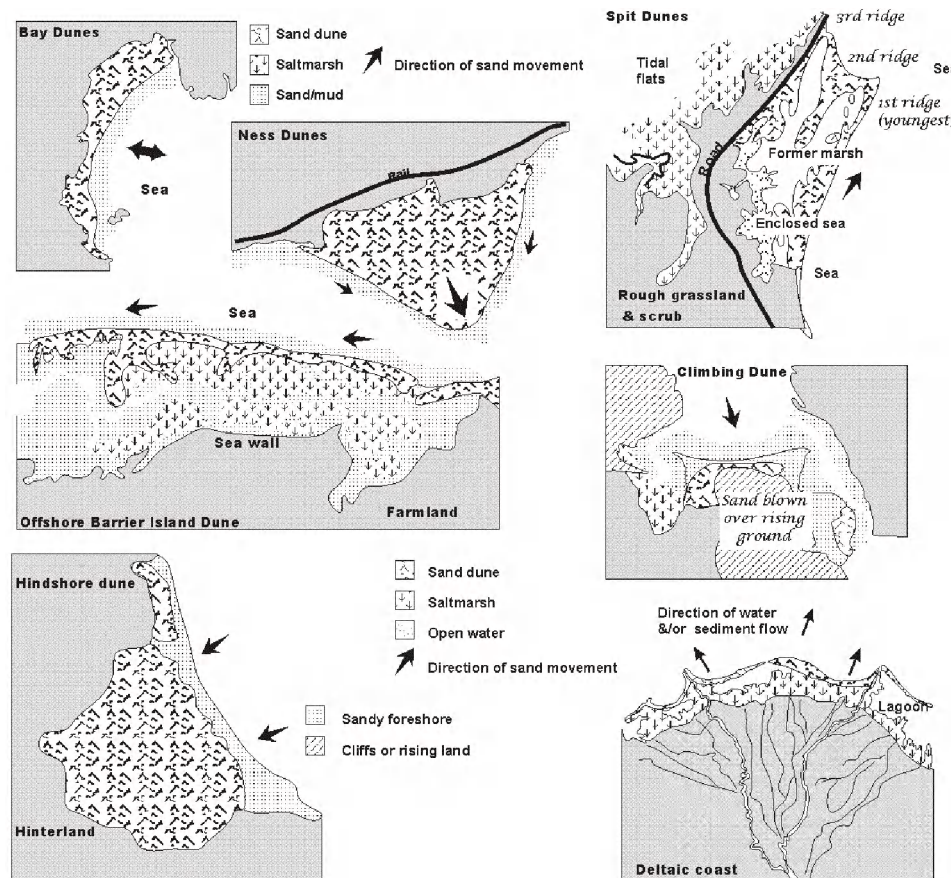 Bay Dunes
Sand dune
Saltmarsh
Sand/mud
Direction of sand movement
Sea
Ness Dunes
Rail
Spit Dunes
3rd ridge
2nd ridge
1st ridge
(youngest)
Tidal
flats
Se
Road
Former marsh
Enclosed sea
Sea
Rough grassland
& scrub
Sea
Sea wall
Farmland
Offshore Barrier Island Dune
Climbing Dune
Sand blown
over rising
ground
Hindshore dune
Hinterland
Sand dune
Saltmarsh
Open water
Direction of sand movement
Sandy foreshore
Cliffs or rising land
Direction of water
&/or sediment flow
Lagoon
Deltaic coast